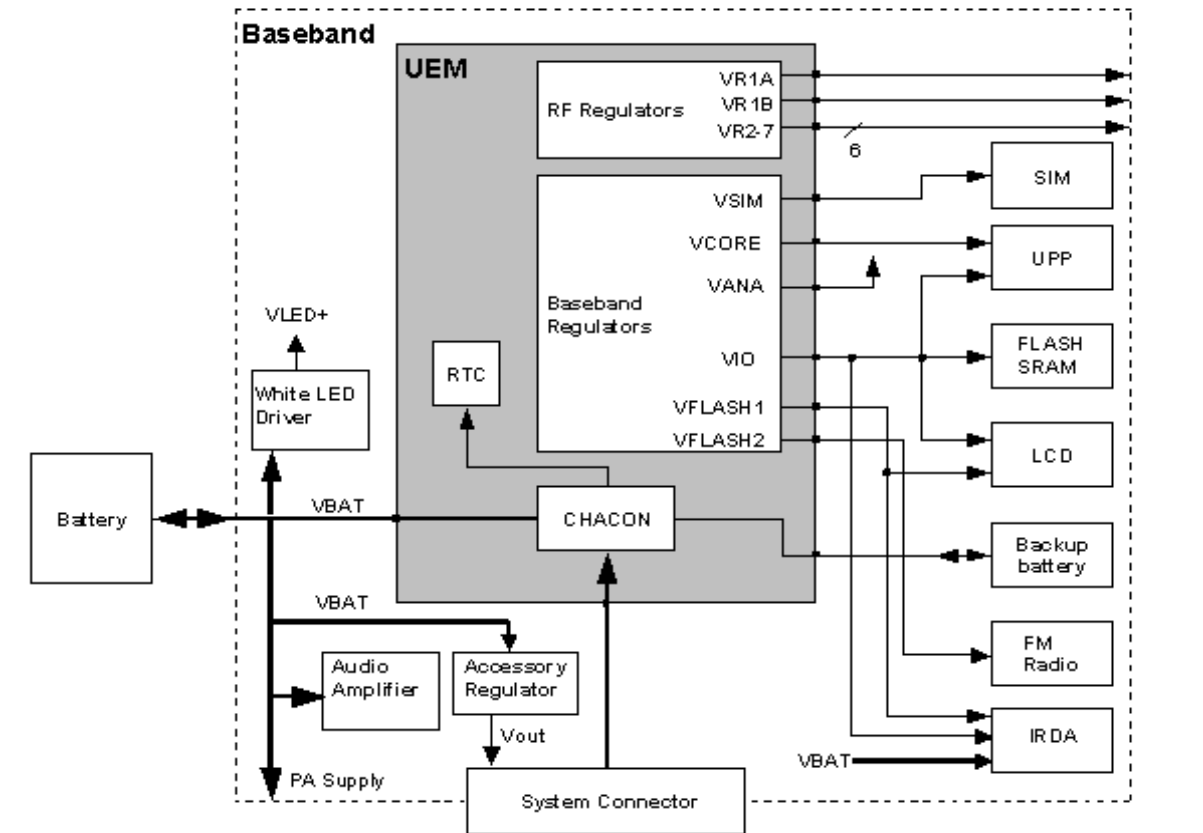 Baseband
UEM
RF Regulators
VR1A
VR1B
VR2-7
6
SIM
VSIM
VCORE
UPP
VANA
Baseband
Regulators
VLED+
VIO
FLASH
SRAM
RTC
White LED
Driver
VFLASH1
VFLASH2
LCD
Battery
VBAT
CHACON
Backup
battery
VBAT
FM
Radio
Audio
Amplifier
Accessory
Regulator
Vout
IRDA
VBAT
PA Supply
System Connector